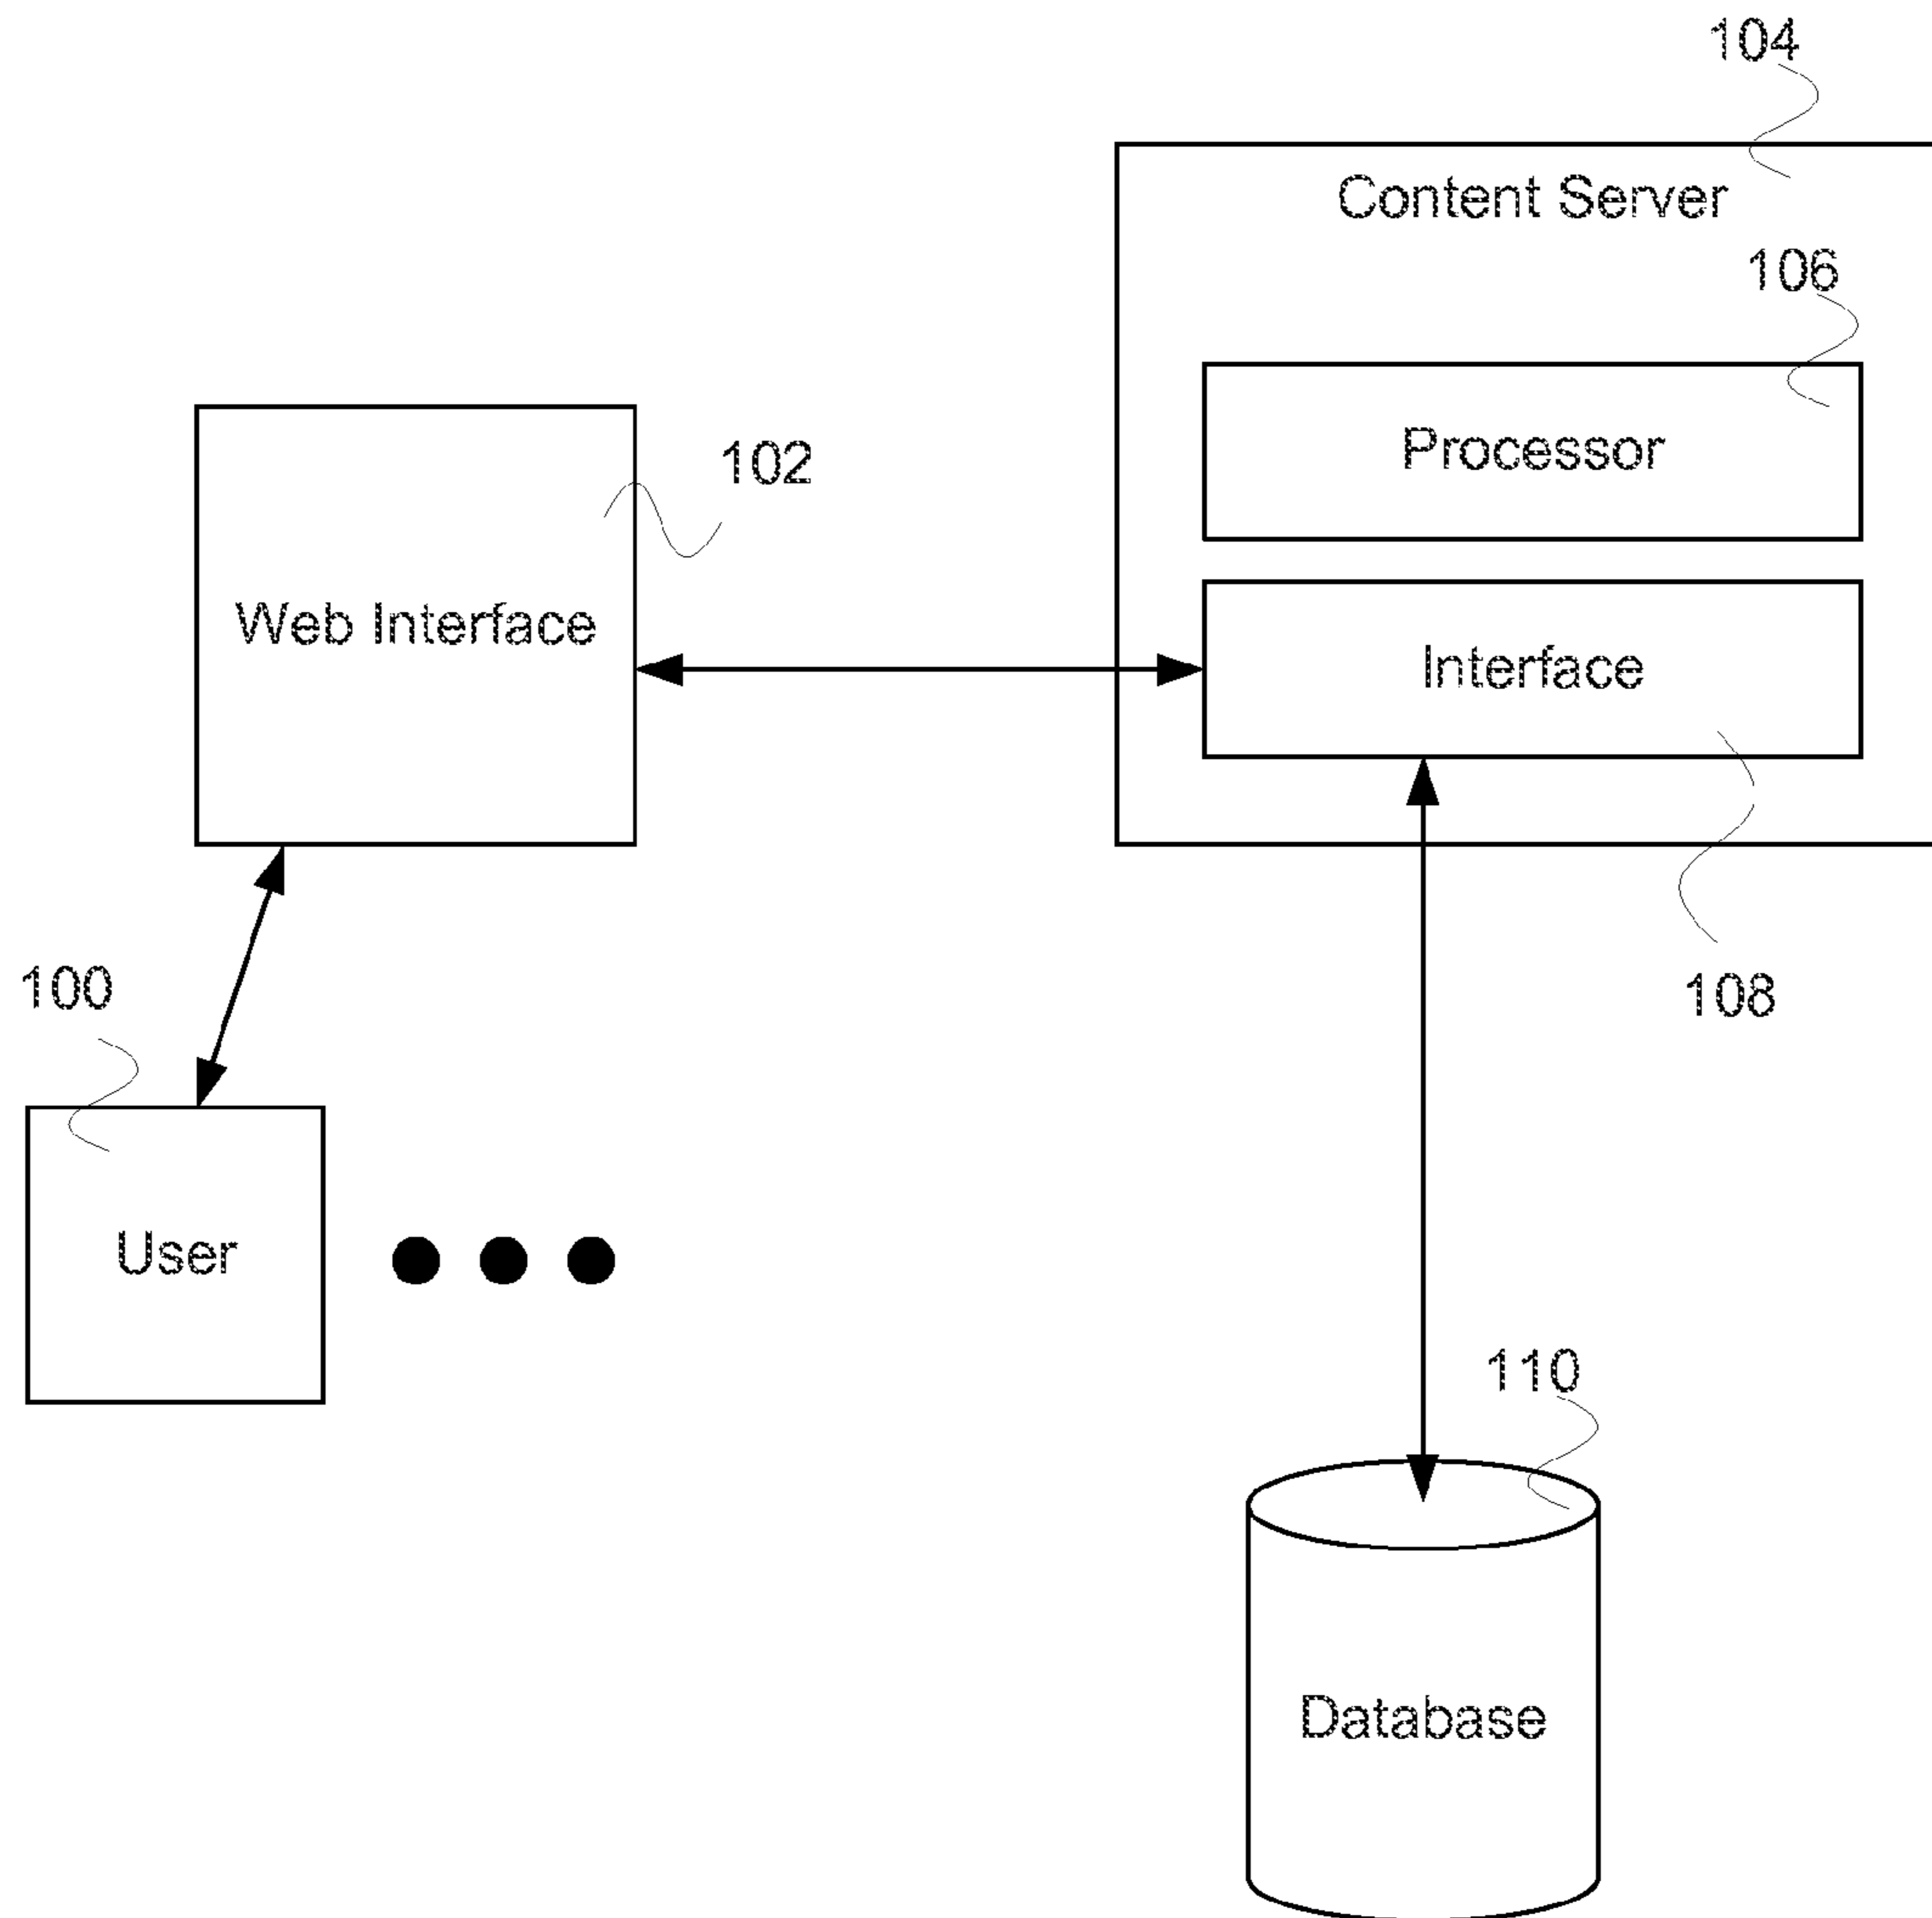 104
Content Server
106
Processor
102
Web Interface
Interface
100
108
User
110
Database